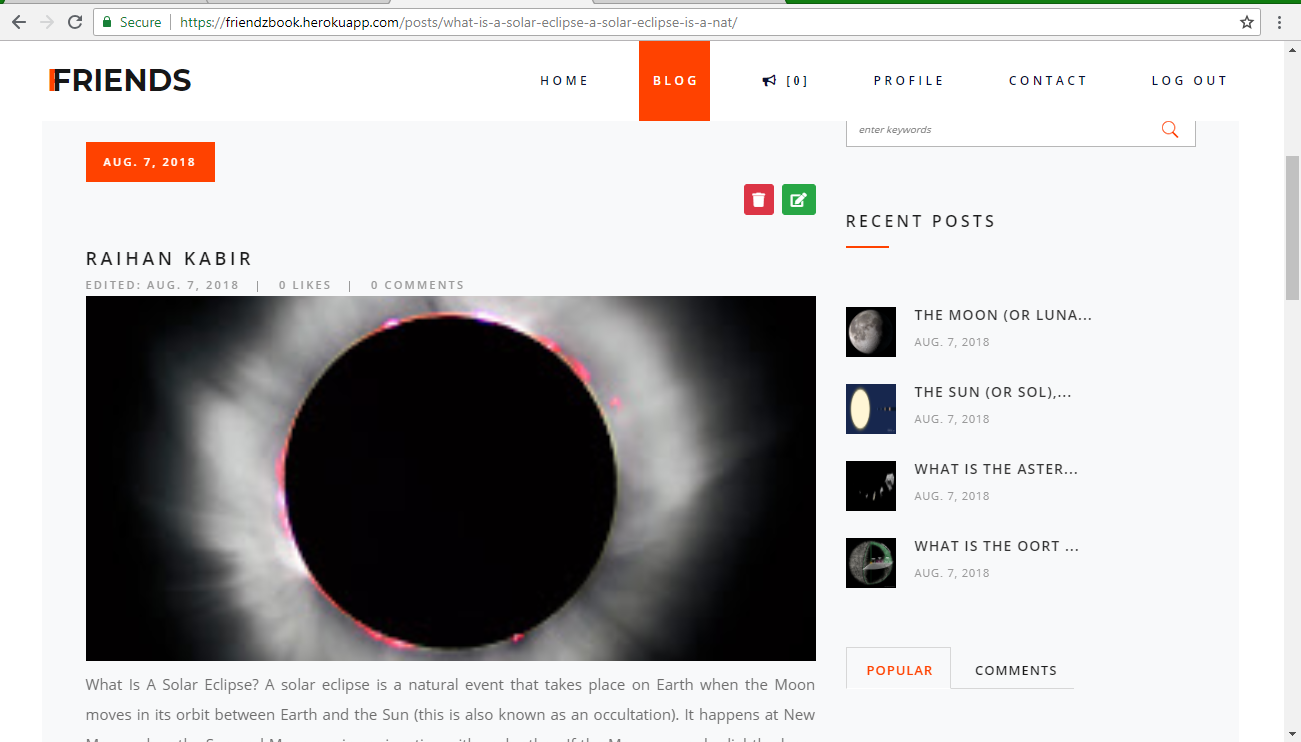 Secure https://friendzbook.herokuapp.com/posts/what-is-a-solar-eclipse-a-solar-eclipse-is-a-nat/
FRIENDS
HOME BLOG [0] PROFILE CONTACT LOG OUT
enter keywords
AUG. 7, 2018
RAIHAN KABIR
EDITED: AUG. 7, 2018 | 0 LIKES | 0 COMMENTS
What Is A Solar Eclipse? A solar eclipse is a natural event that takes place on Earth when the Moon
moves in its orbit between Earth and the Sun (this is also known as an occultation). It happens at New
RECENT POSTS
THE MOON (OR LUNA...
AUG. 7, 2018
THE SUN (OR SOL),...
AUG. 7, 2018
WHAT IS THE ASTER...
AUG. 7, 2018
WHAT IS THE OORT ...
AUG. 7, 2018
POPULAR COMMENTS